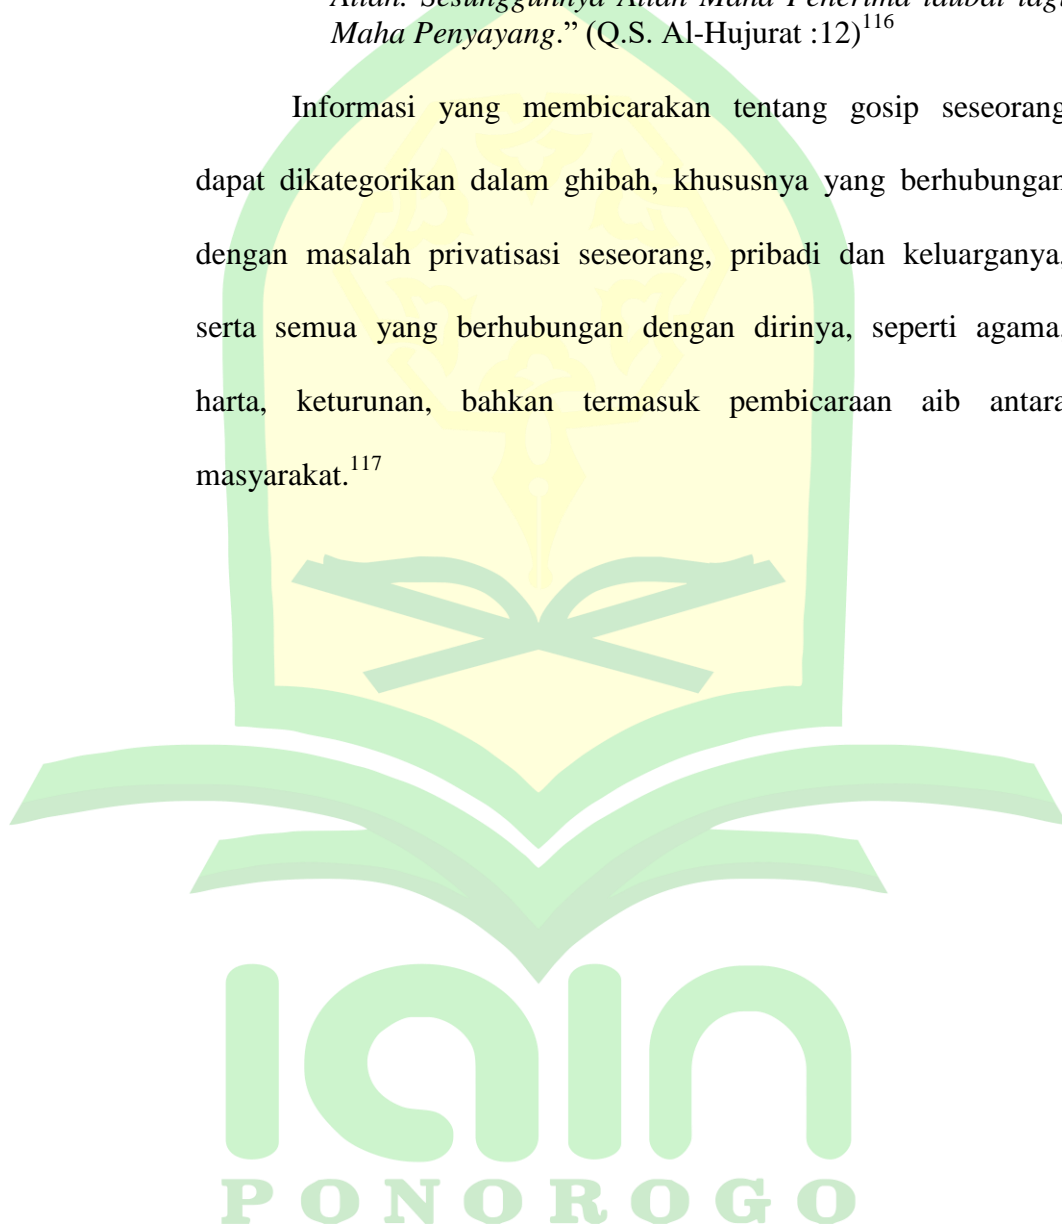 Allah. Sesungguhnya Allah Maha Penerima taubat lagi
Maha Penyayang.” (Q.S. Al-Hujurat :12)116
Informasi yang membicarakan tentang gosip seseorang
dapat dikategorikan dalam ghibah, khususnya yang berhubungan
dengan masalah privatisasi seseorang, pribadi dan keluarganya,
serta semua yang berhubungan dengan dirinya, seperti agama,
harta, keturunan, bahkan termasuk pembicaraan aib antara
masyarakat.117
iain
PONOROGO